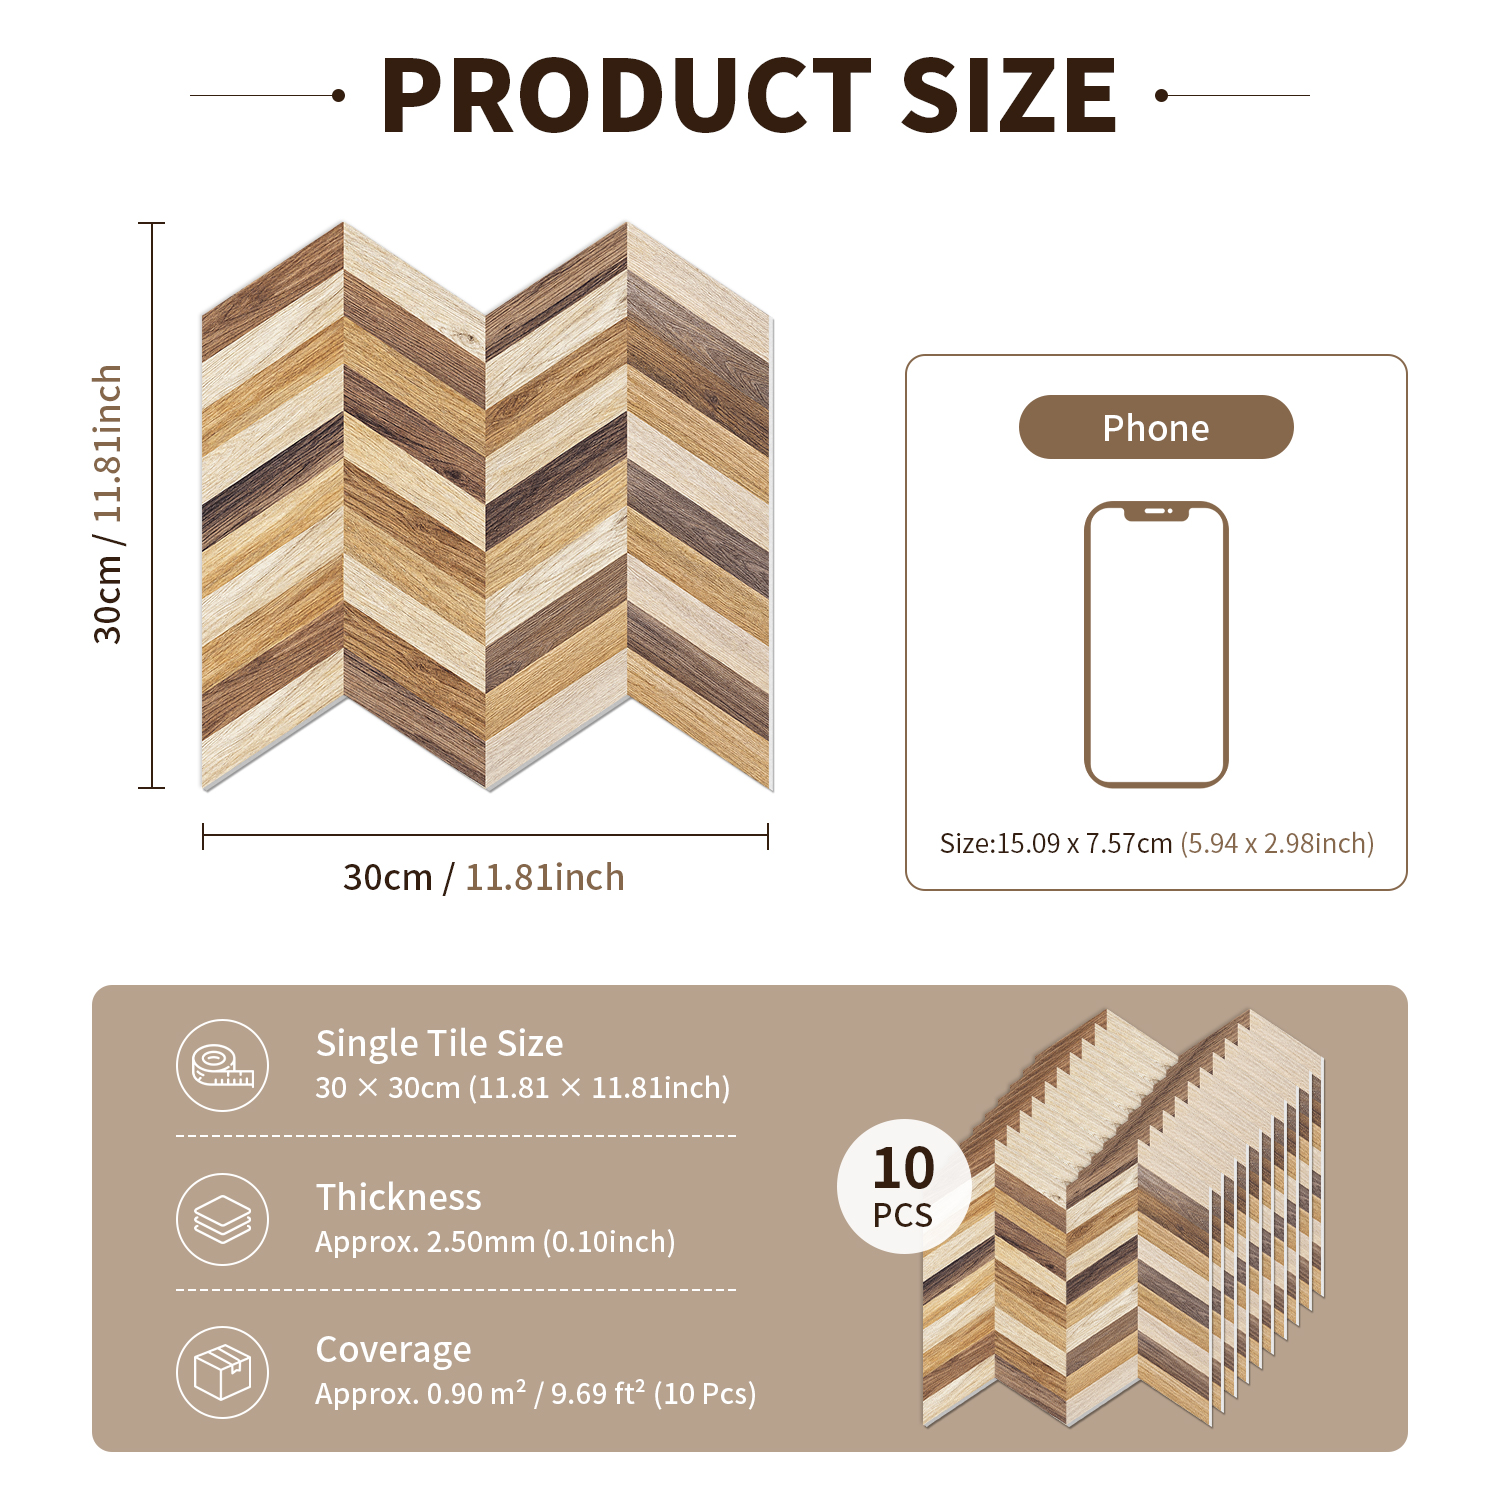 PRODUCT SIZE
30cm / 11.81inch
30cm / 11.81inch
Phone
Size:15.09 x 7.57cm (5.94 x 2.98inch)
Single Tile Size
30 × 30cm (11.81 × 11.81inch)
Thickness
Approx. 2.50mm (0.10inch)
Coverage
Approx. 0.90 m² / 9.69 ft² (10 Pcs)
10
PCS